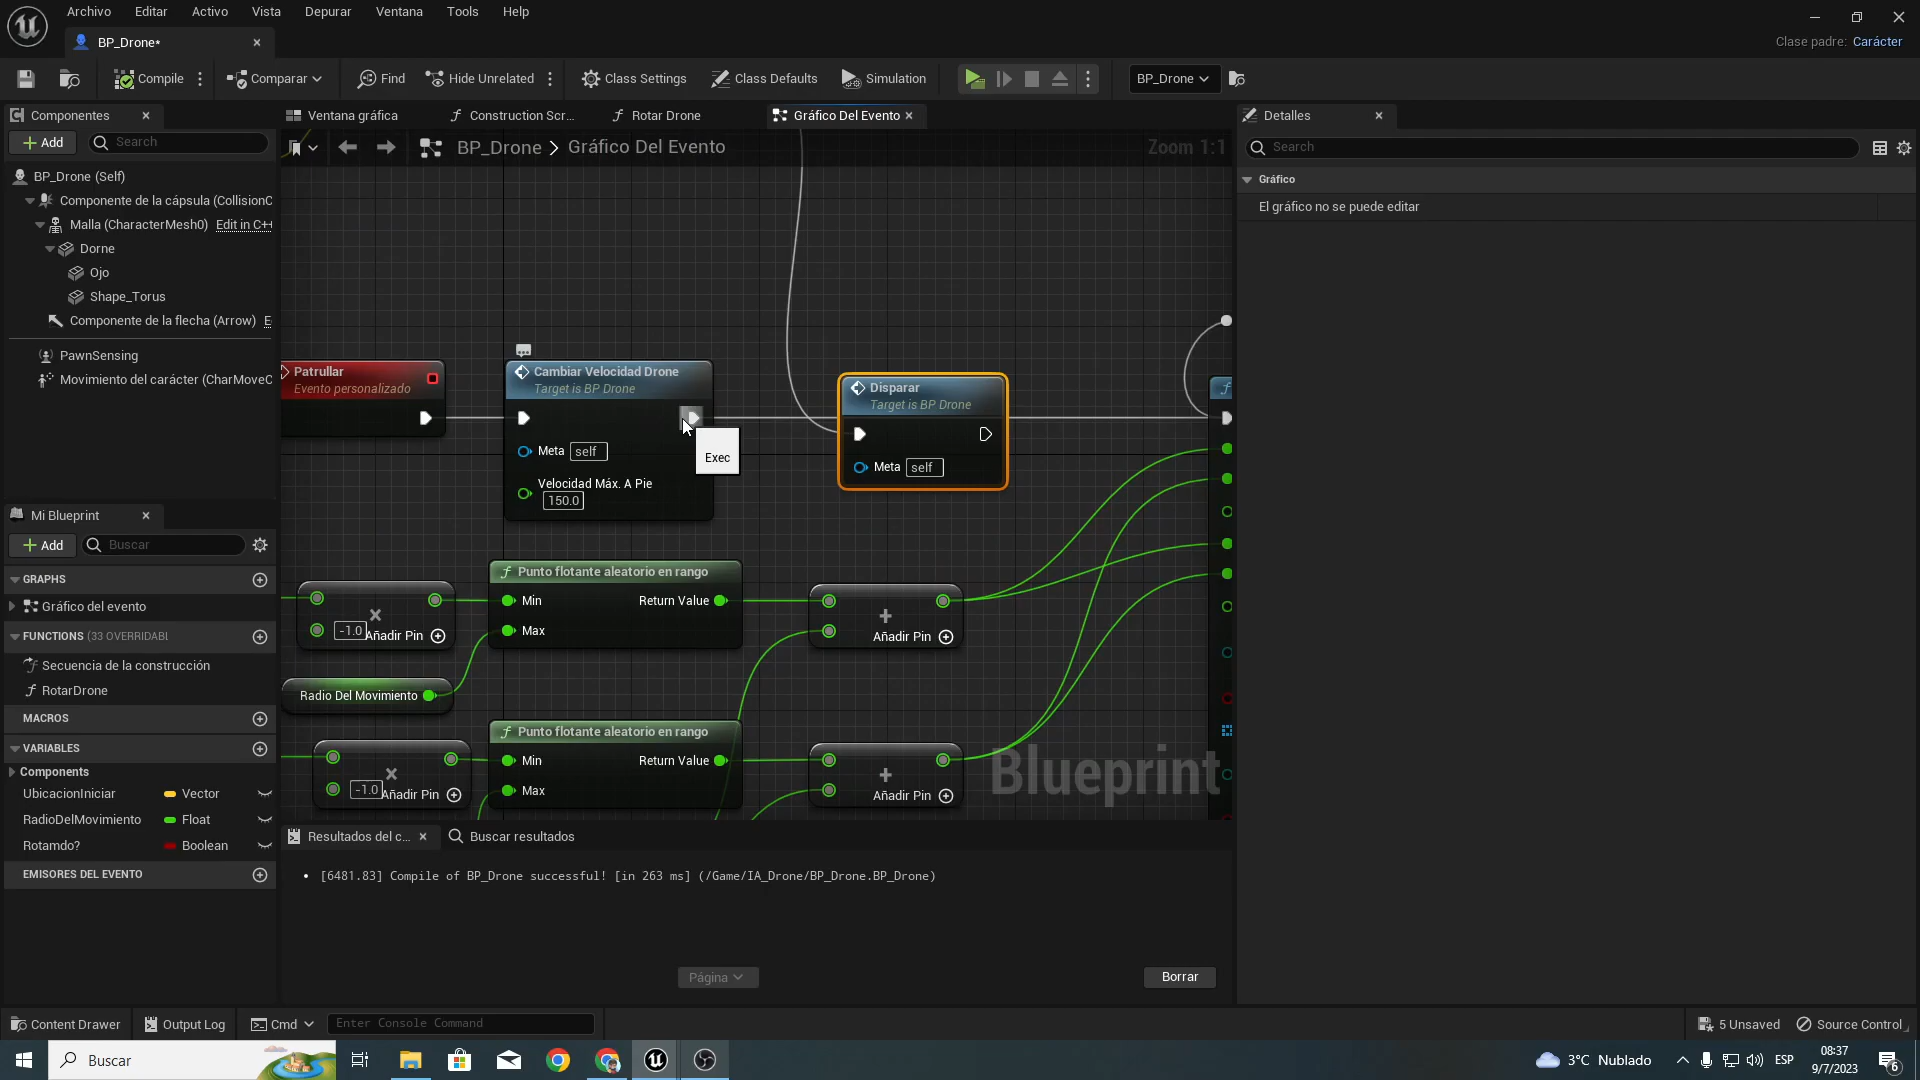 Archivo Editar Activo Vista Depurar Ventana Tools Help
BP_Drone*
Clase padre: Carácter
Compile Comparar Find Hide Unrelated Class Settings Class Defaults Simulation BP_Drone
Componentes
Add Search
BP_Drone (Self)
Componente de la cápsula (CollisionC
Malla (CharacterMesh0) Edit in C++
Dorne
Ojo
Shape_Torus
Componente de la flecha (Arrow) E
PawnSensing
Movimiento del carácter (CharMoveC
Mi Blueprint
Add Buscar
GRAPHS
Gráfico del evento
FUNCTIONS (33 OVERRIDABL
Secuencia de la construcción
RotarDrone
MACROS
VARIABLES
Components
UbicacionIniciar Vector
RadioDelMovimiento Float
Rotamdo? Boolean
EMISORES DEL EVENTO
Ventana gráfica Construction Scr... Rotar Drone Gráfico Del Evento
BP_Drone > Gráfico Del Evento
Zoom 1:1
Patrullar
Evento personalizado
Cambiar Velocidad Drone
Target is BP Drone
Meta self
Velocidad Máx. A Pie
150.0
Exec
Disparar
Target is BP Drone
Meta self
-1.0 Añadir Pin
Punto flotante aleatorio en rango
Min Return Value
Max
Añadir Pin
Radio Del Movimiento
-1.0 Añadir Pin
Punto flotante aleatorio en rango
Min Return Value
Max
Añadir Pin
Blueprint
Resultados del c... Buscar resultados
• [6481.83] Compile of BP_Drone successful! [in 263 ms] (/Game/IA_Drone/BP_Drone.BP_Drone)
Página
Borrar
Detalles
Search
Gráfico
El gráfico no se puede editar
Content Drawer Output Log Cmd Enter Console Command 5 Unsaved Source Control
Buscar
3°C Nublado
ESP
08:37
9/7/2023
6